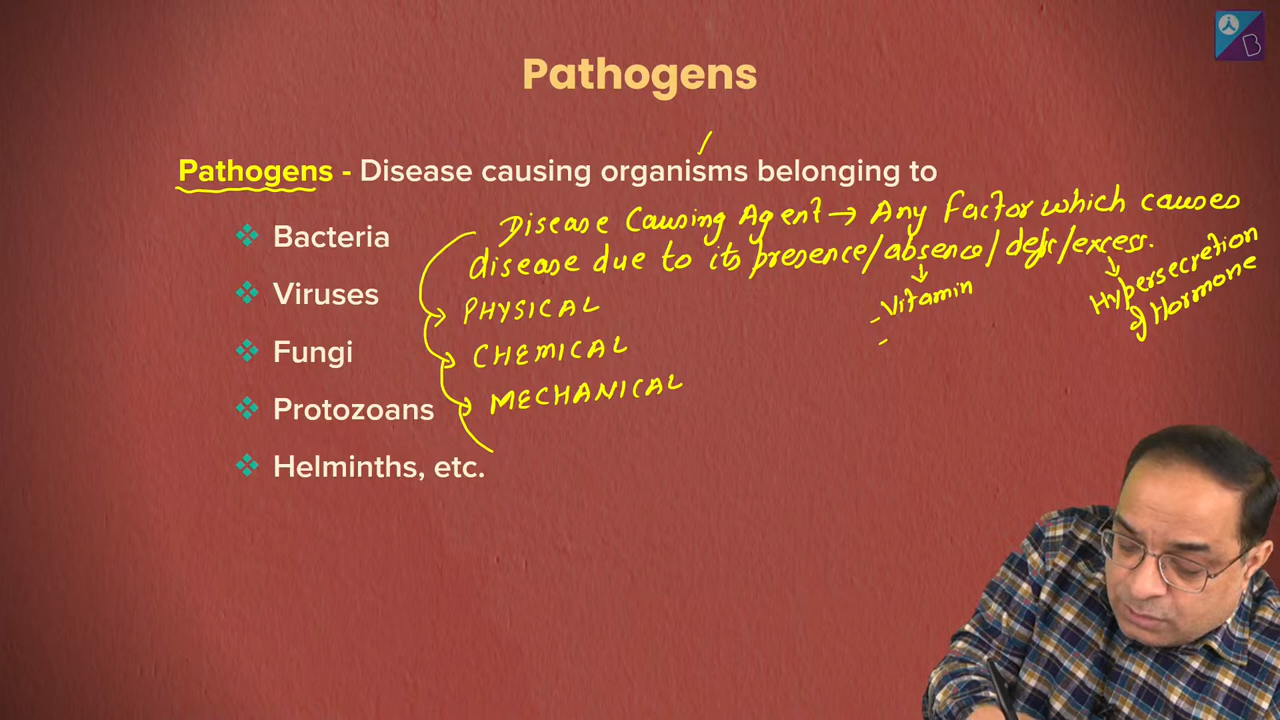 Pathogens
Pathogens - Disease causing organisms belonging to
Disease Causing Agent → Any Factor which causes
disease due to its presence/absence/defic/excess.
❖ Bacteria
❖ Viruses
❖ Fungi
❖ Protozoans
❖ Helminths, etc.
PHYSICAL
CHEMICAL
MECHANICAL
- Vitamin
-
Hypersecretion
of Hormone
B